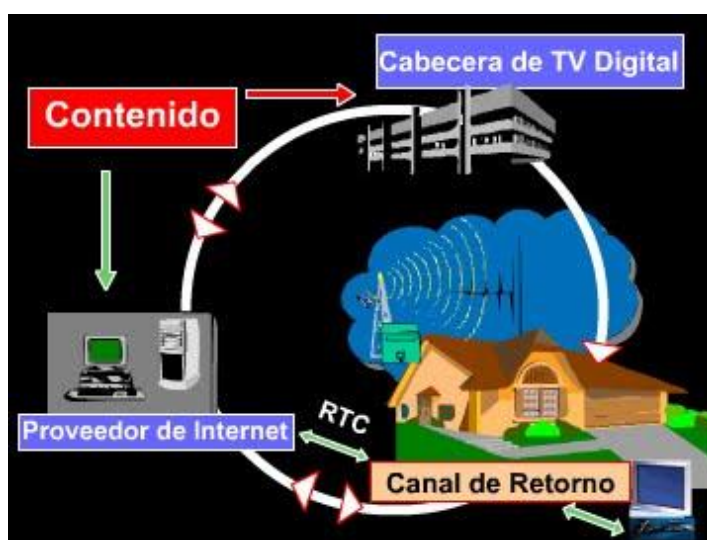 Cabecera de TV Digital
Contenido
Proveedor de Internet
RTC
Canal de Retorno